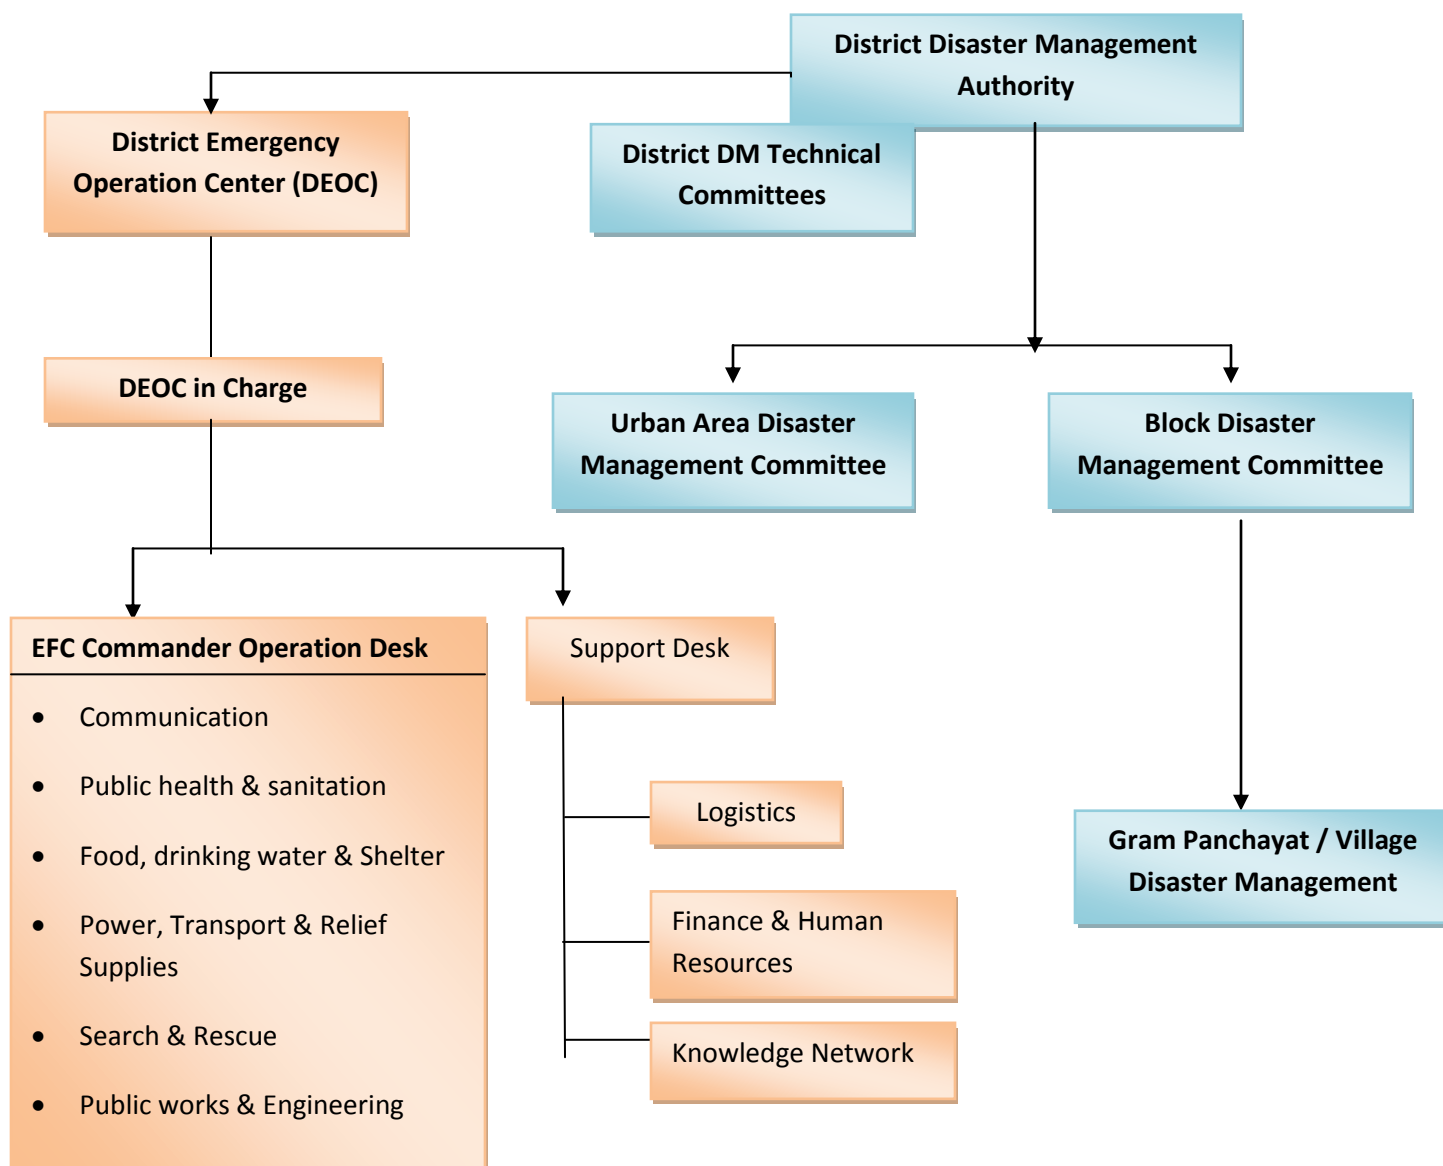 District Disaster Management
Authority
District Emergency
Operation Center (DEOC)
District DM Technical
Committees
DEOC in Charge
Urban Area Disaster
Management Committee
Block Disaster
Management Committee
EFC Commander Operation Desk
• Communication
• Public health & sanitation
• Food, drinking water & Shelter
• Power, Transport & Relief
Supplies
• Search & Rescue
• Public works & Engineering
Support Desk
Logistics
Finance & Human
Resources
Knowledge Network
Gram Panchayat / Village
Disaster Management